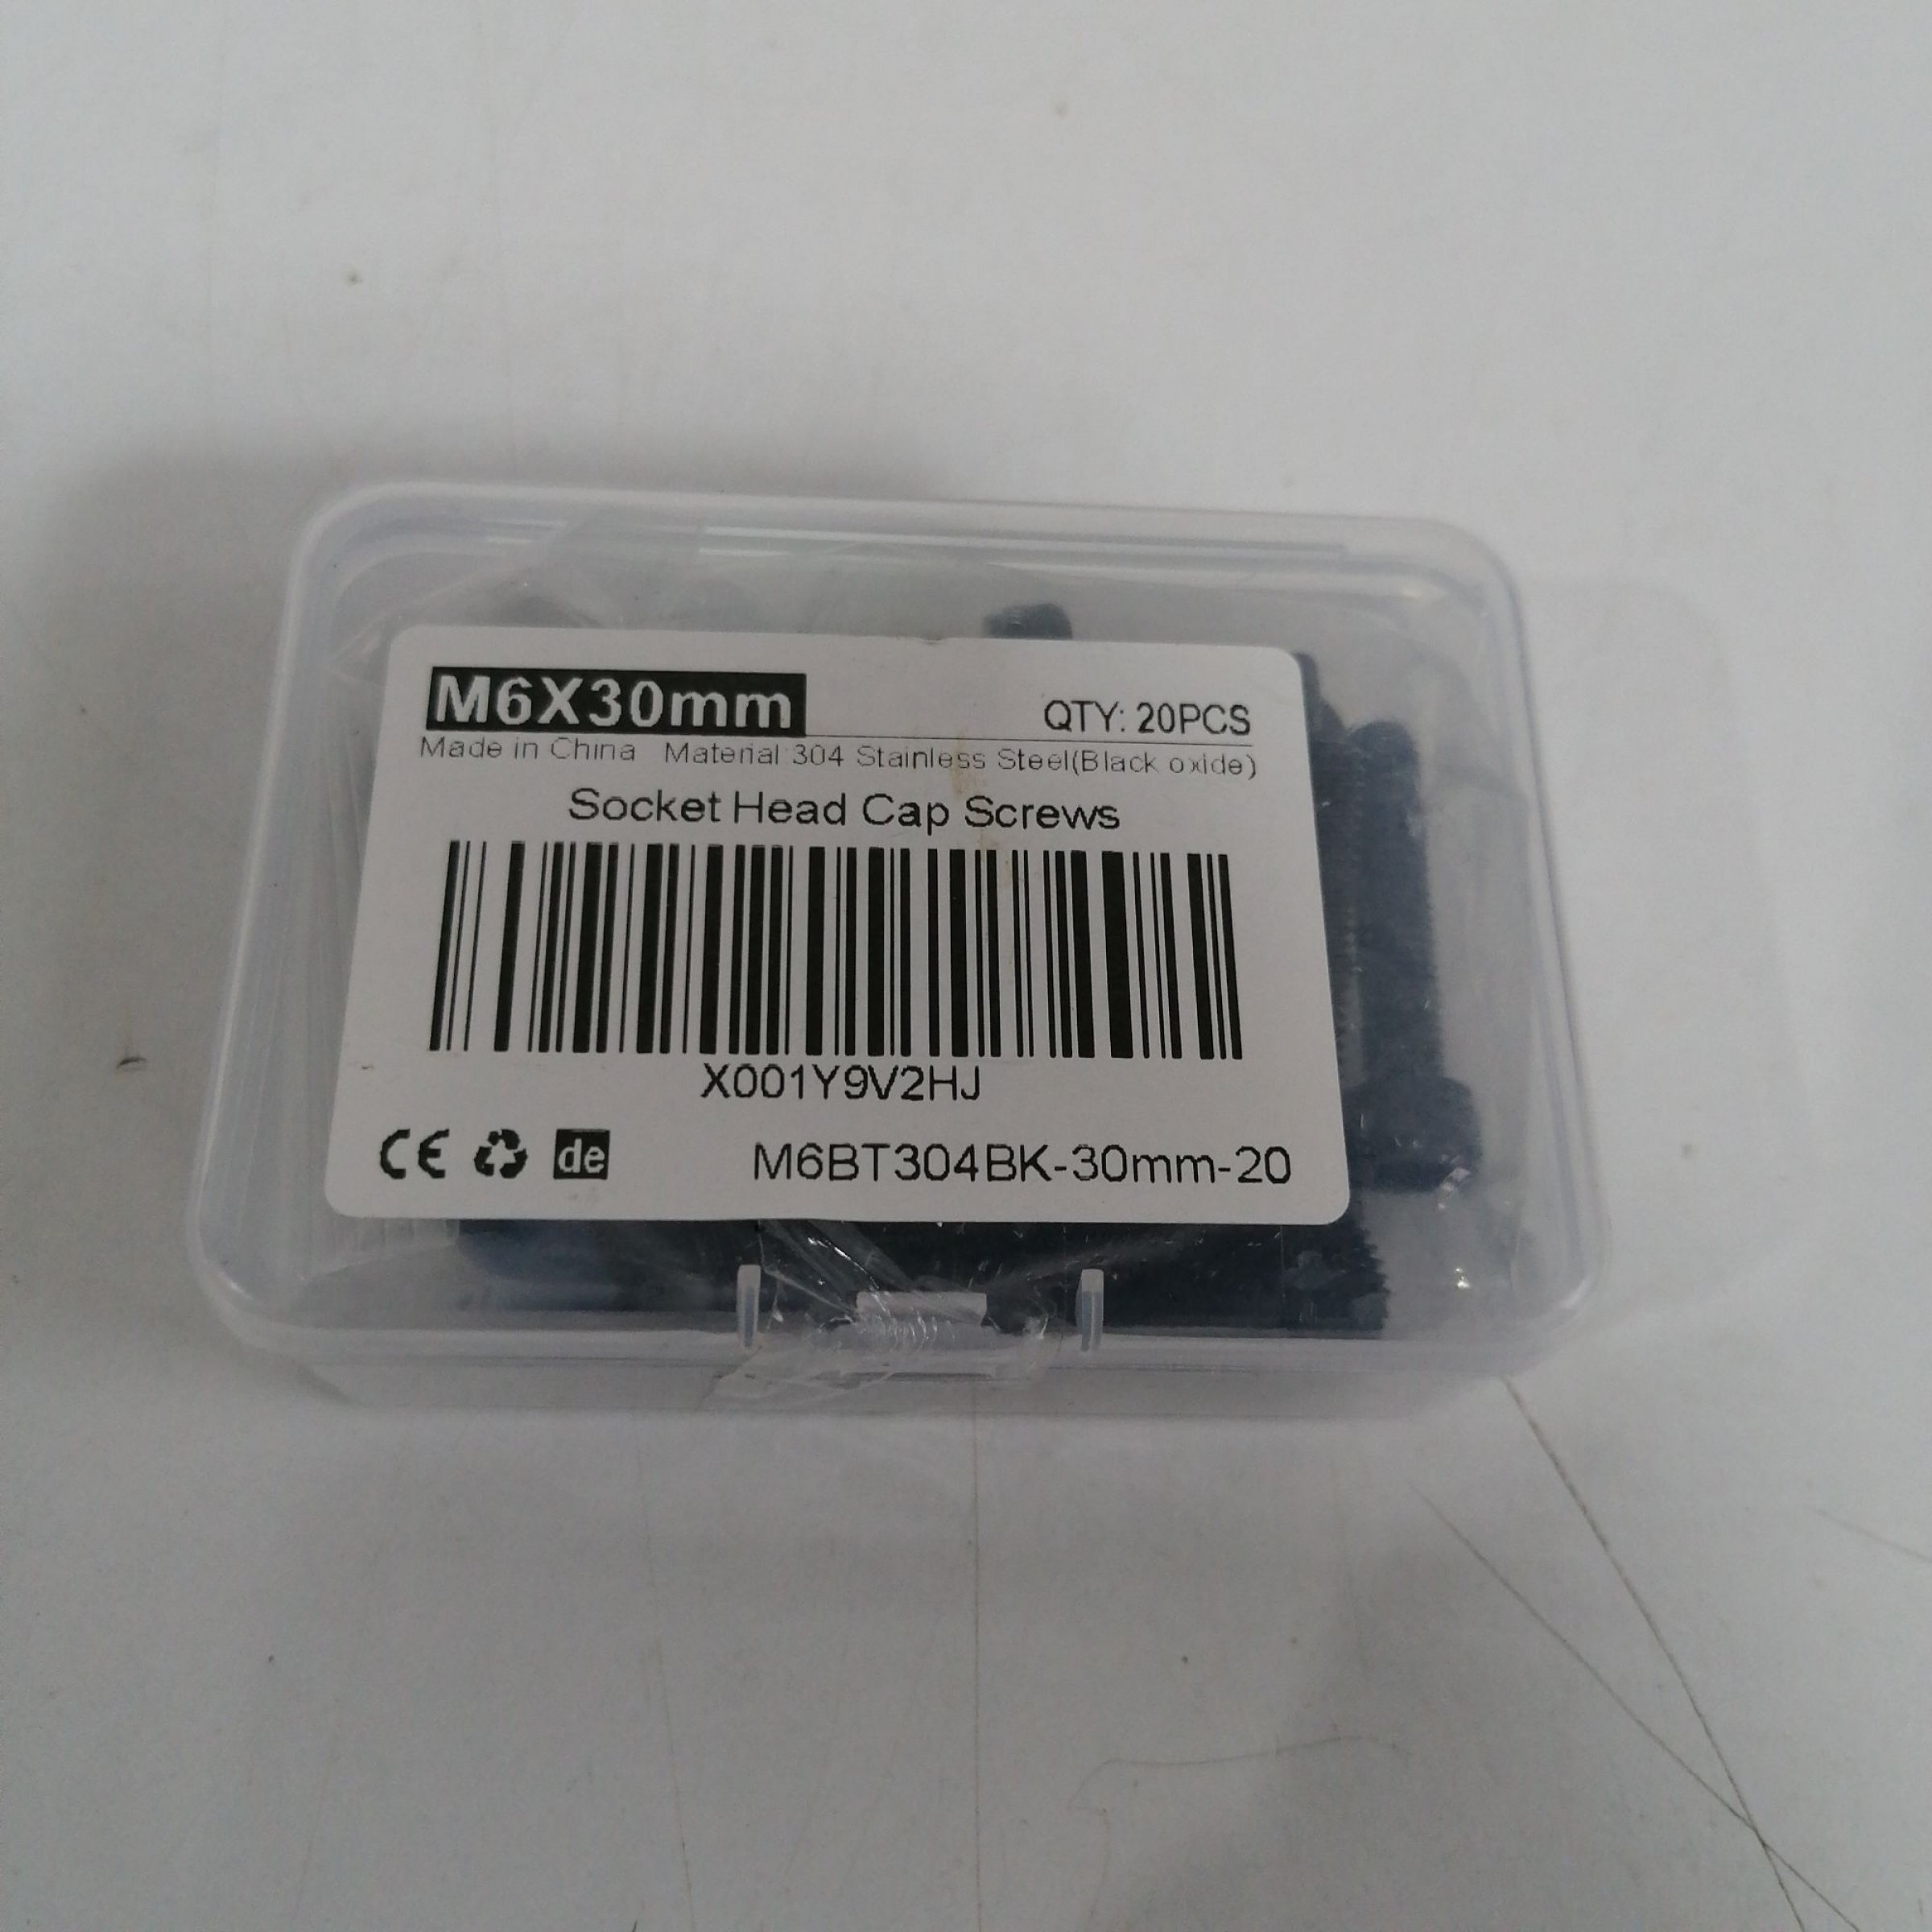 M6X30mm QTY: 20PCS
Made in China Material:304 Stainless Steel(Black oxide)
Socket Head Cap Screws
X001Y9V2HJ
CE de M6BT304BK-30mm-20